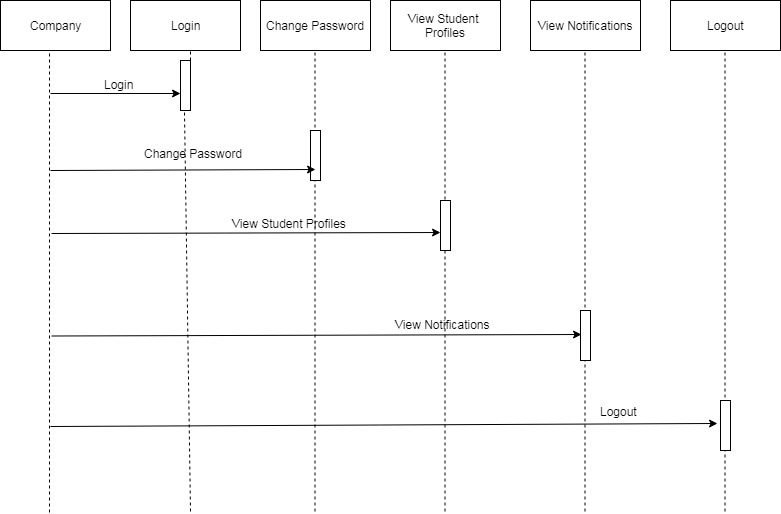 Company
Login
Change Password
View Student
Profiles
View Notifications
Logout
Login
Change Password
View Student Profiles
View Notifications
Logout